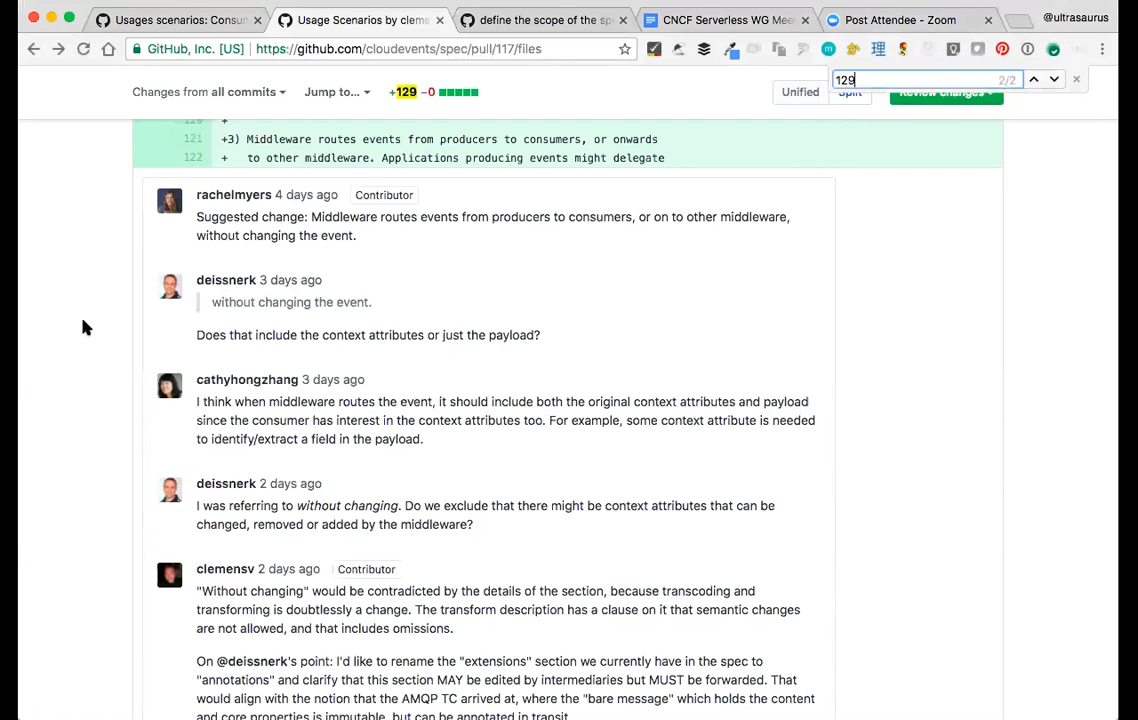 Usages scenarios: Consum
Usage Scenarios by cleme
define the scope of the sp
CNCF Serverless WG Mee
Post Attendee - Zoom
@ultrasaurus
GitHub, Inc. [US]
https://github.com/cloudevents/spec/pull/117/files
129
2/2
Changes from all commits
Jump to...
+129 −0
Unified
Split
Review changes
120 +
121 +3) Middleware routes events from producers to consumers, or onwards
122 + to other middleware. Applications producing events might delegate
rachelmyers 4 days ago Contributor
Suggested change: Middleware routes events from producers to consumers, or on to other middleware,
without changing the event.
deissnerk 3 days ago
without changing the event.
Does that include the context attributes or just the payload?
cathyhongzhang 3 days ago
I think when middleware routes the event, it should include both the original context attributes and payload
since the consumer has interest in the context attributes too. For example, some context attribute is needed
to identify/extract a field in the payload.
deissnerk 2 days ago
I was referring to without changing. Do we exclude that there might be context attributes that can be
changed, removed or added by the middleware?
clemensv 2 days ago Contributor
"Without changing" would be contradicted by the details of the section, because transcoding and
transforming is doubtlessly a change. The transform description has a clause on it that semantic changes
are not allowed, and that includes omissions.
On @deissnerk's point: I'd like to rename the "extensions" section we currently have in the spec to
"annotations" and clarify that this section MAY be edited by intermediaries but MUST be forwarded. That
would align with the notion that the AMQP TC arrived at, where the "bare message" which holds the content
and core properties is immutable, but can be annotated in transit.